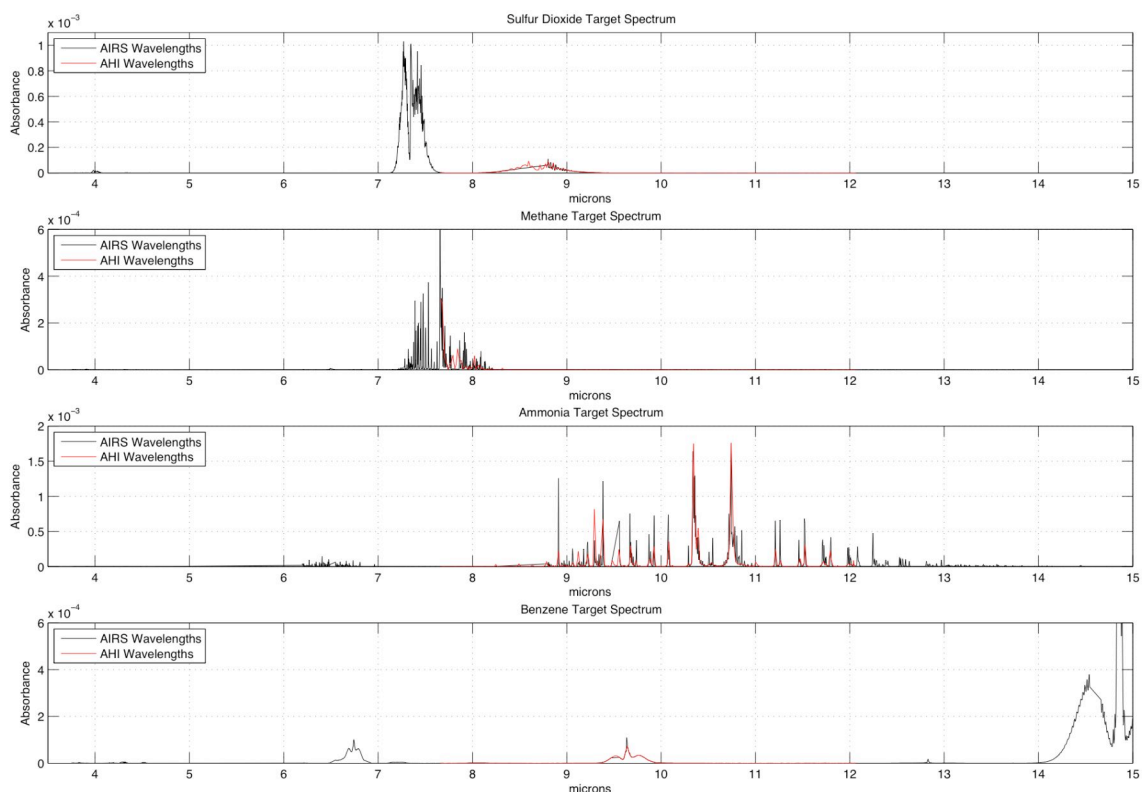 Sulfur Dioxide Target Spectrum
x 10⁻³
AIRS Wavelengths
AHI Wavelengths
Absorbance
1
0.8
0.6
0.4
0.2
0
4 5 6 7 8 9 10 11 12 13 14 15
microns
Methane Target Spectrum
x 10⁻⁴
AIRS Wavelengths
AHI Wavelengths
Absorbance
6
4
2
0
4 5 6 7 8 9 10 11 12 13 14 15
microns
Ammonia Target Spectrum
x 10⁻³
AIRS Wavelengths
AHI Wavelengths
Absorbance
2
1.5
1
0.5
0
4 5 6 7 8 9 10 11 12 13 14 15
microns
Benzene Target Spectrum
x 10⁻⁴
AIRS Wavelengths
AHI Wavelengths
Absorbance
6
4
2
0
4 5 6 7 8 9 10 11 12 13 14 15
microns